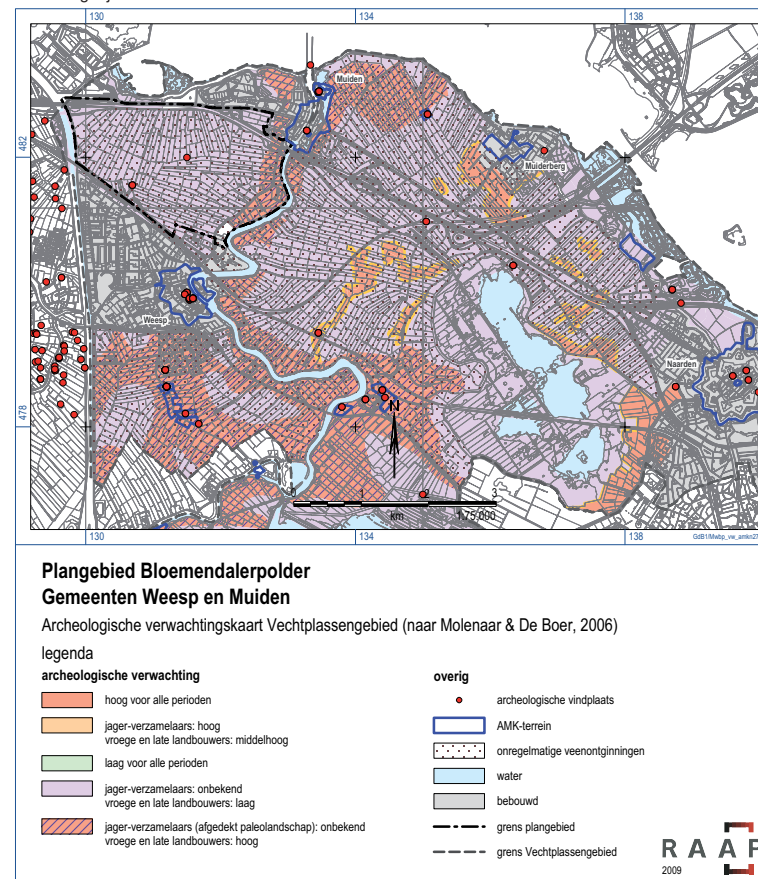 130
134
138
482
478
Muiden
Muiderberg
Weesp
Naarden
N
3
km
1:75.000
130
134
138
Plangebied Bloemendalerpolder
Gemeenten Weesp en Muiden
Archeologische verwachtingskaart Vechtplassengebied (naar Molenaar & De Boer, 2006)
legenda
archeologische verwachting
hoog voor alle perioden
jager-verzamelaars: hoog
vroege en late landbouwers: middelhoog
laag voor alle perioden
jager-verzamelaars: onbekend
vroege en late landbouwers: laag
jager-verzamelaars (afgedekt paleolandschap): onbekend
vroege en late landbouwers: hoog
overig
archeologische vindplaats
AMK-terrein
onregelmatige veenontginningen
water
bebouwd
grens plangebied
grens Vechtplassengebied
RAAP
2009